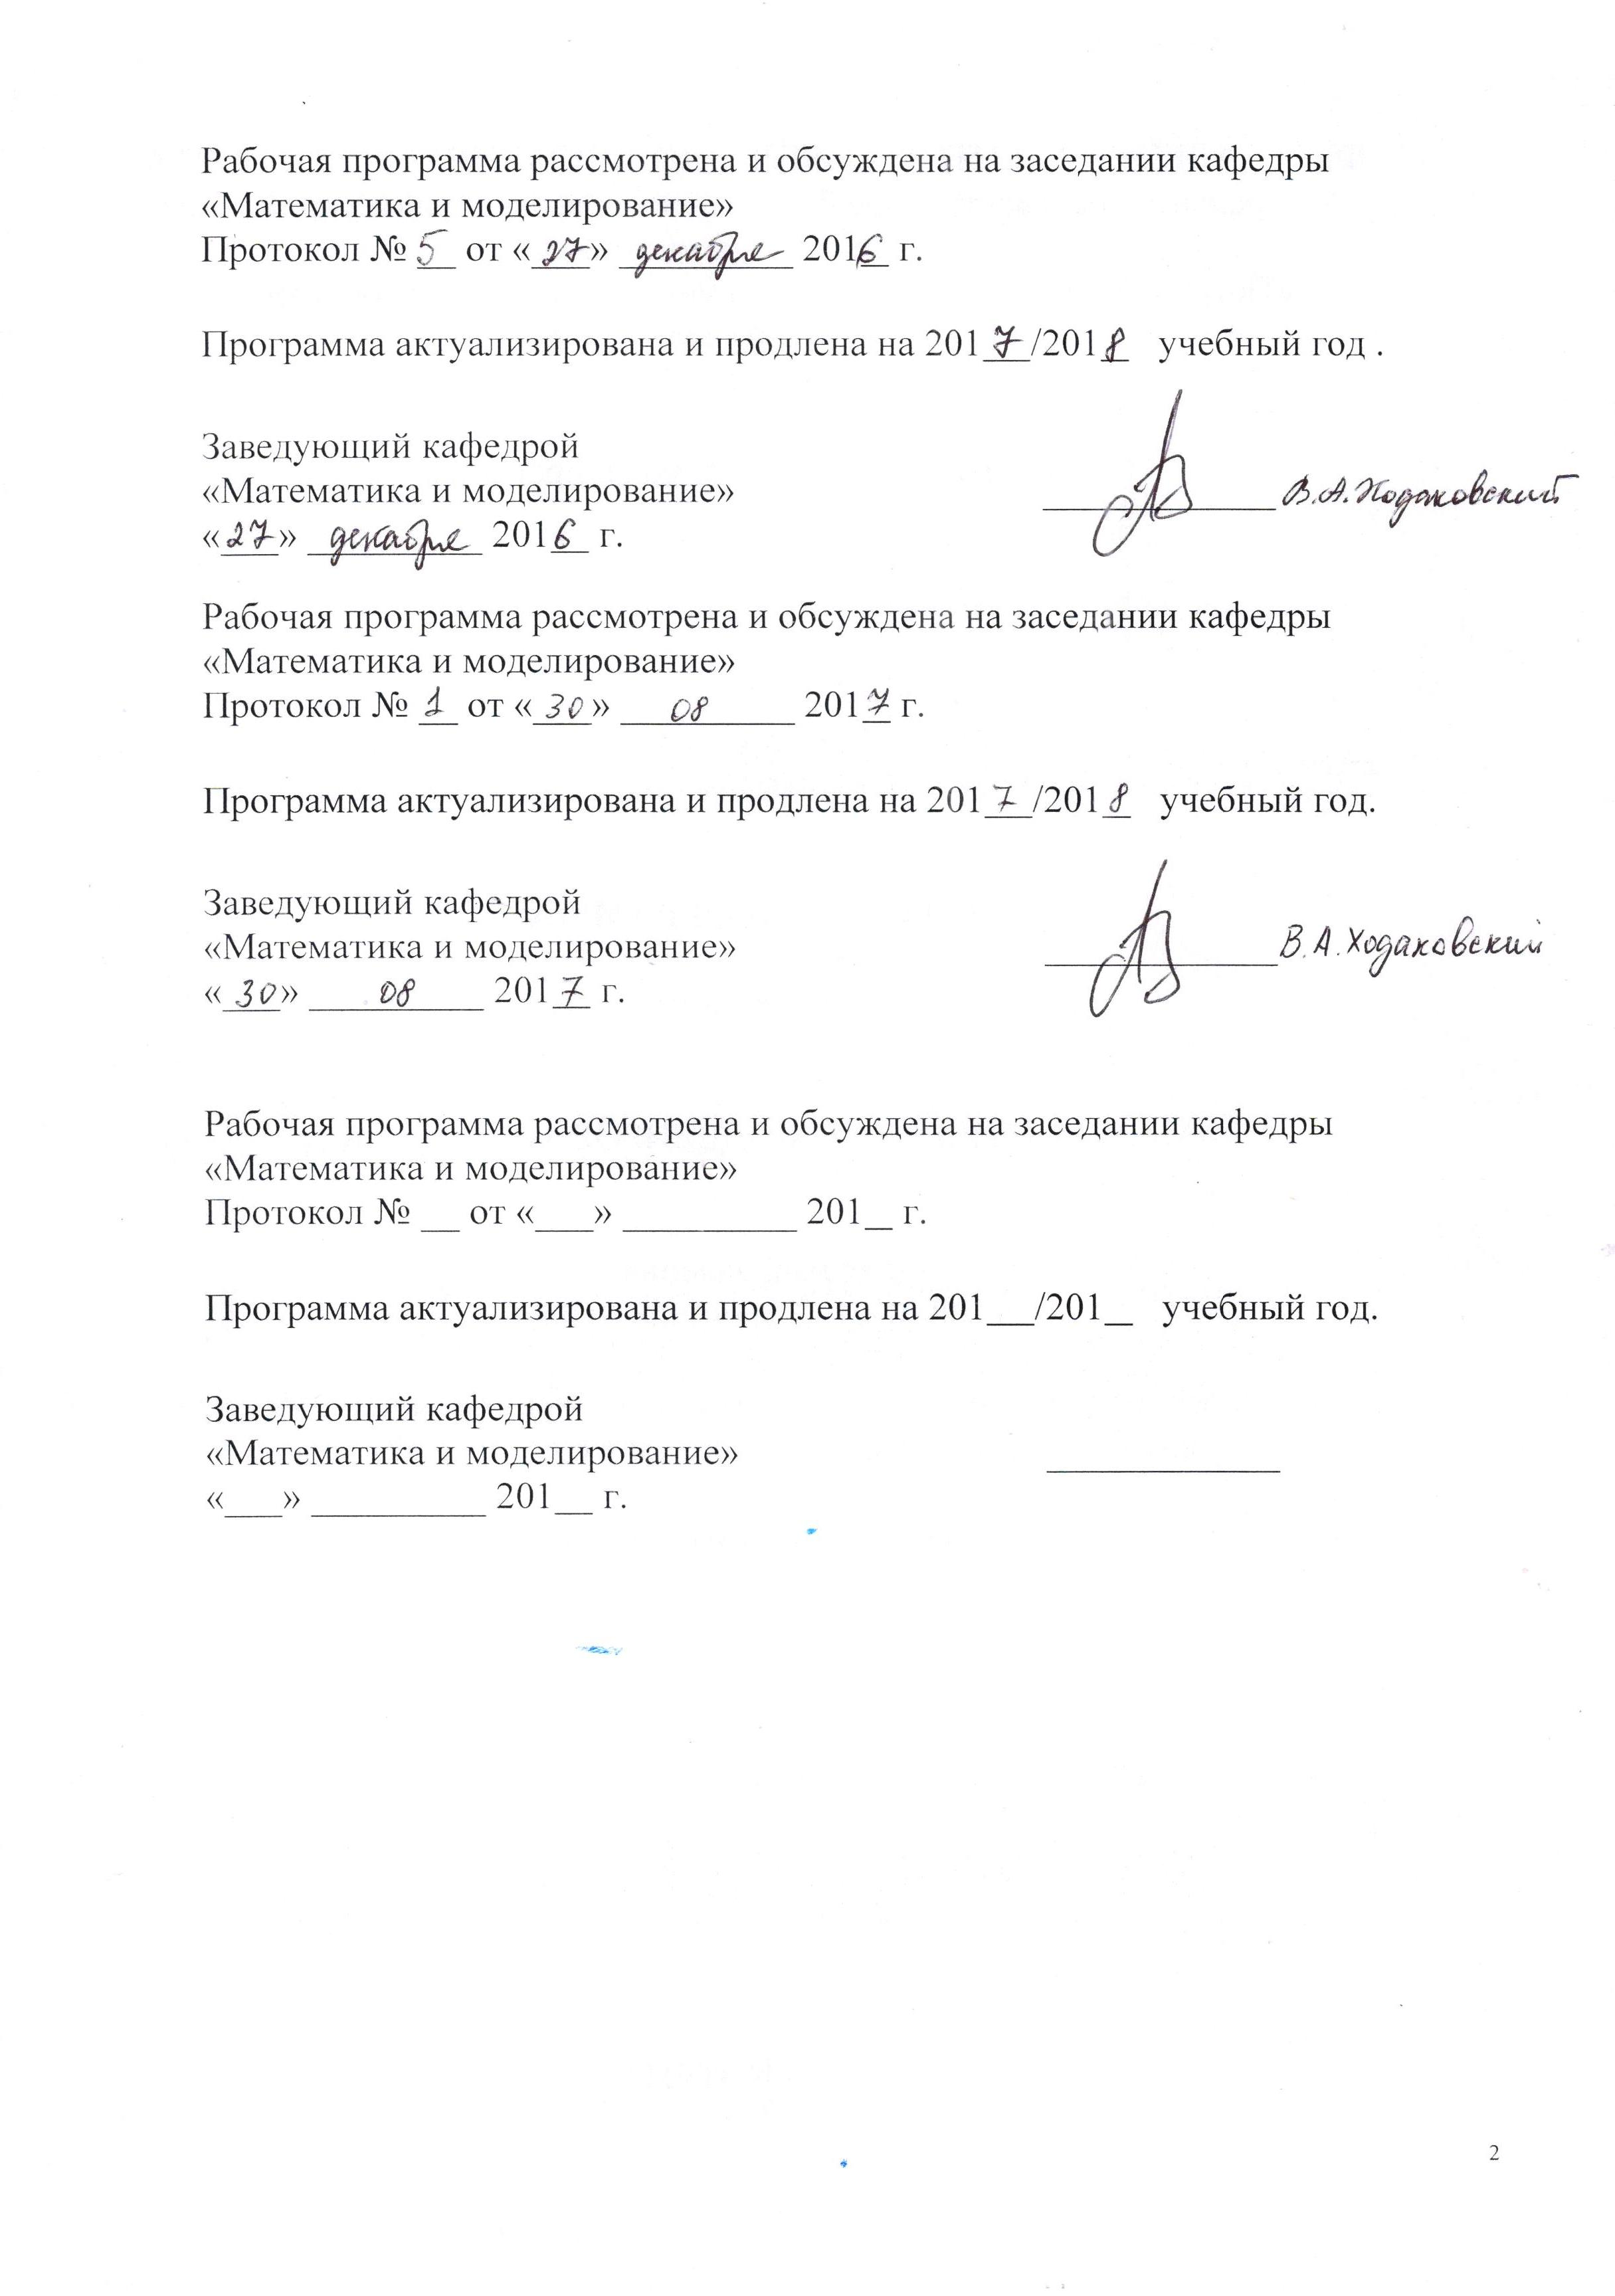 Рабочая программа рассмотрена и обсуждена на заседании кафедры
«Математика и моделирование»
Протокол № 5 от «27» декабря 2016 г.
Программа актуализирована и продлена на 2017/2018 учебный год .
Заведующий кафедрой
«Математика и моделирование» В.А.Ходаковский
«27» декабря 2016 г.
Рабочая программа рассмотрена и обсуждена на заседании кафедры
«Математика и моделирование»
Протокол № 1 от «30» 08 2017 г.
Программа актуализирована и продлена на 2017/2018 учебный год.
Заведующий кафедрой
«Математика и моделирование» В.А.Ходаковский
«30» 08 2017 г.
Рабочая программа рассмотрена и обсуждена на заседании кафедры
«Математика и моделирование»
Протокол № __ от «___» _________ 201__ г.
Программа актуализирована и продлена на 201___/201__ учебный год.
Заведующий кафедрой
«Математика и моделирование» ____________
«___» _________ 201__ г.
2